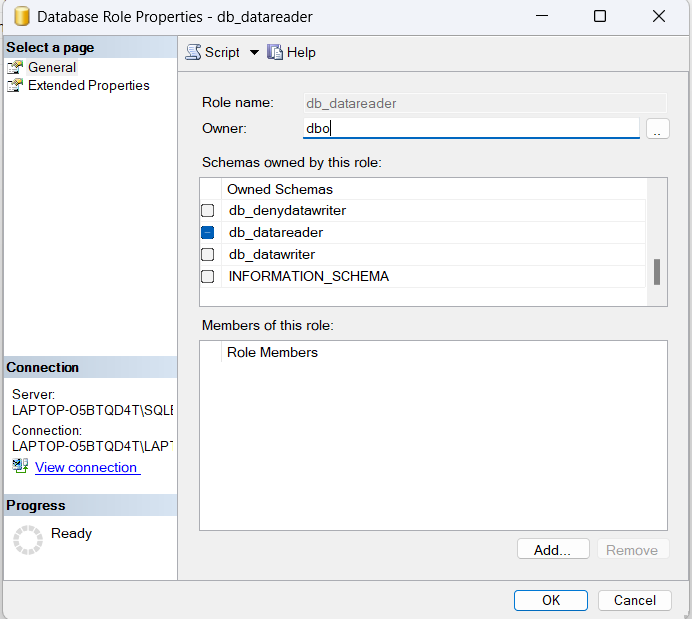 Database Role Properties - db_datareader
Select a page
General
Extended Properties
Script
Help
Role name: db_datareader
Owner: dbo
..
Schemas owned by this role:
Owned Schemas
db_denydatawriter
db_datareader
db_datawriter
INFORMATION_SCHEMA
Members of this role:
Role Members
Connection
Server:
LAPTOP-O5BTQD4T\SQLE
Connection:
LAPTOP-O5BTQD4T\LAPT
View connection
Progress
Ready
Add...
Remove
OK
Cancel